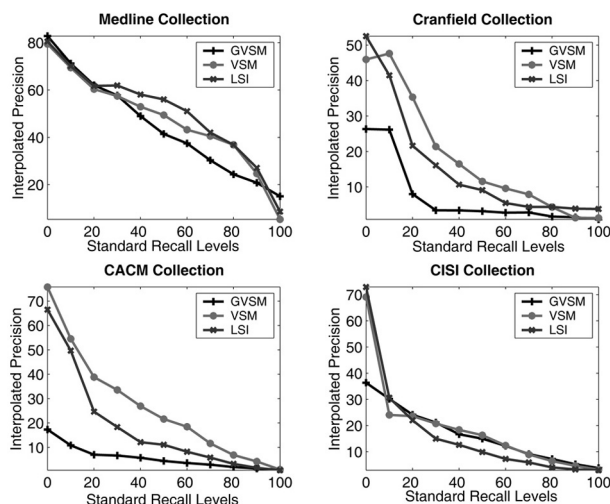 Medline Collection
GVSM
VSM
LSI
80
60
40
20
Interpolated Precision
0 20 40 60 80 100
Standard Recall Levels
Cranfield Collection
GVSM
VSM
LSI
50
40
30
20
10
Interpolated Precision
0 20 40 60 80 100
Standard Recall Levels
CACM Collection
GVSM
VSM
LSI
70
60
50
40
30
20
10
Interpolated Precision
0 20 40 60 80 100
Standard Recall Levels
CISI Collection
GVSM
VSM
LSI
70
60
50
40
30
20
10
Interpolated Precision
0 20 40 60 80 100
Standard Recall Levels